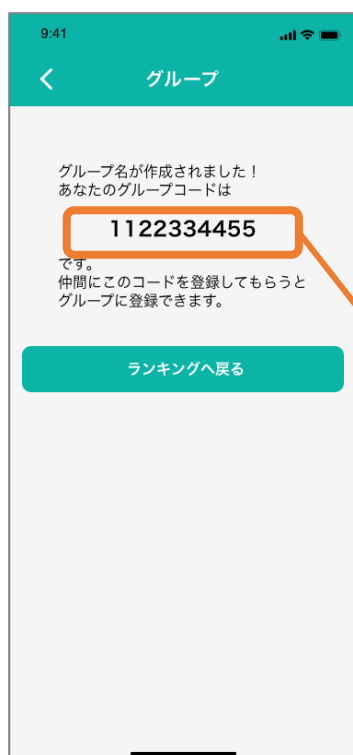 9:41
グループ
グループ名が作成されました！
あなたのグループコードは
1122334455
です。
仲間にこのコードを登録してもらうと
グループに登録できます。
ランキングへ戻る